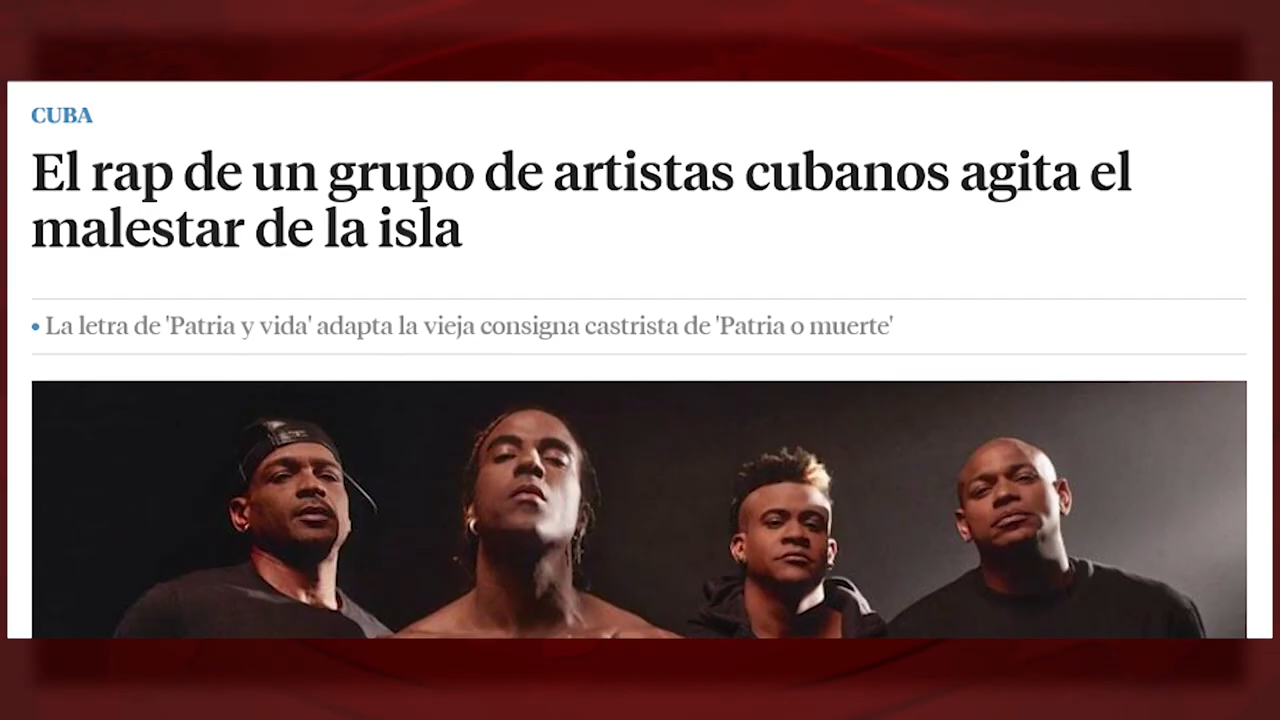 CUBA
El rap de un grupo de artistas cubanos agita el
malestar de la isla
• La letra de 'Patria y vida' adapta la vieja consigna castrista de 'Patria o muerte'